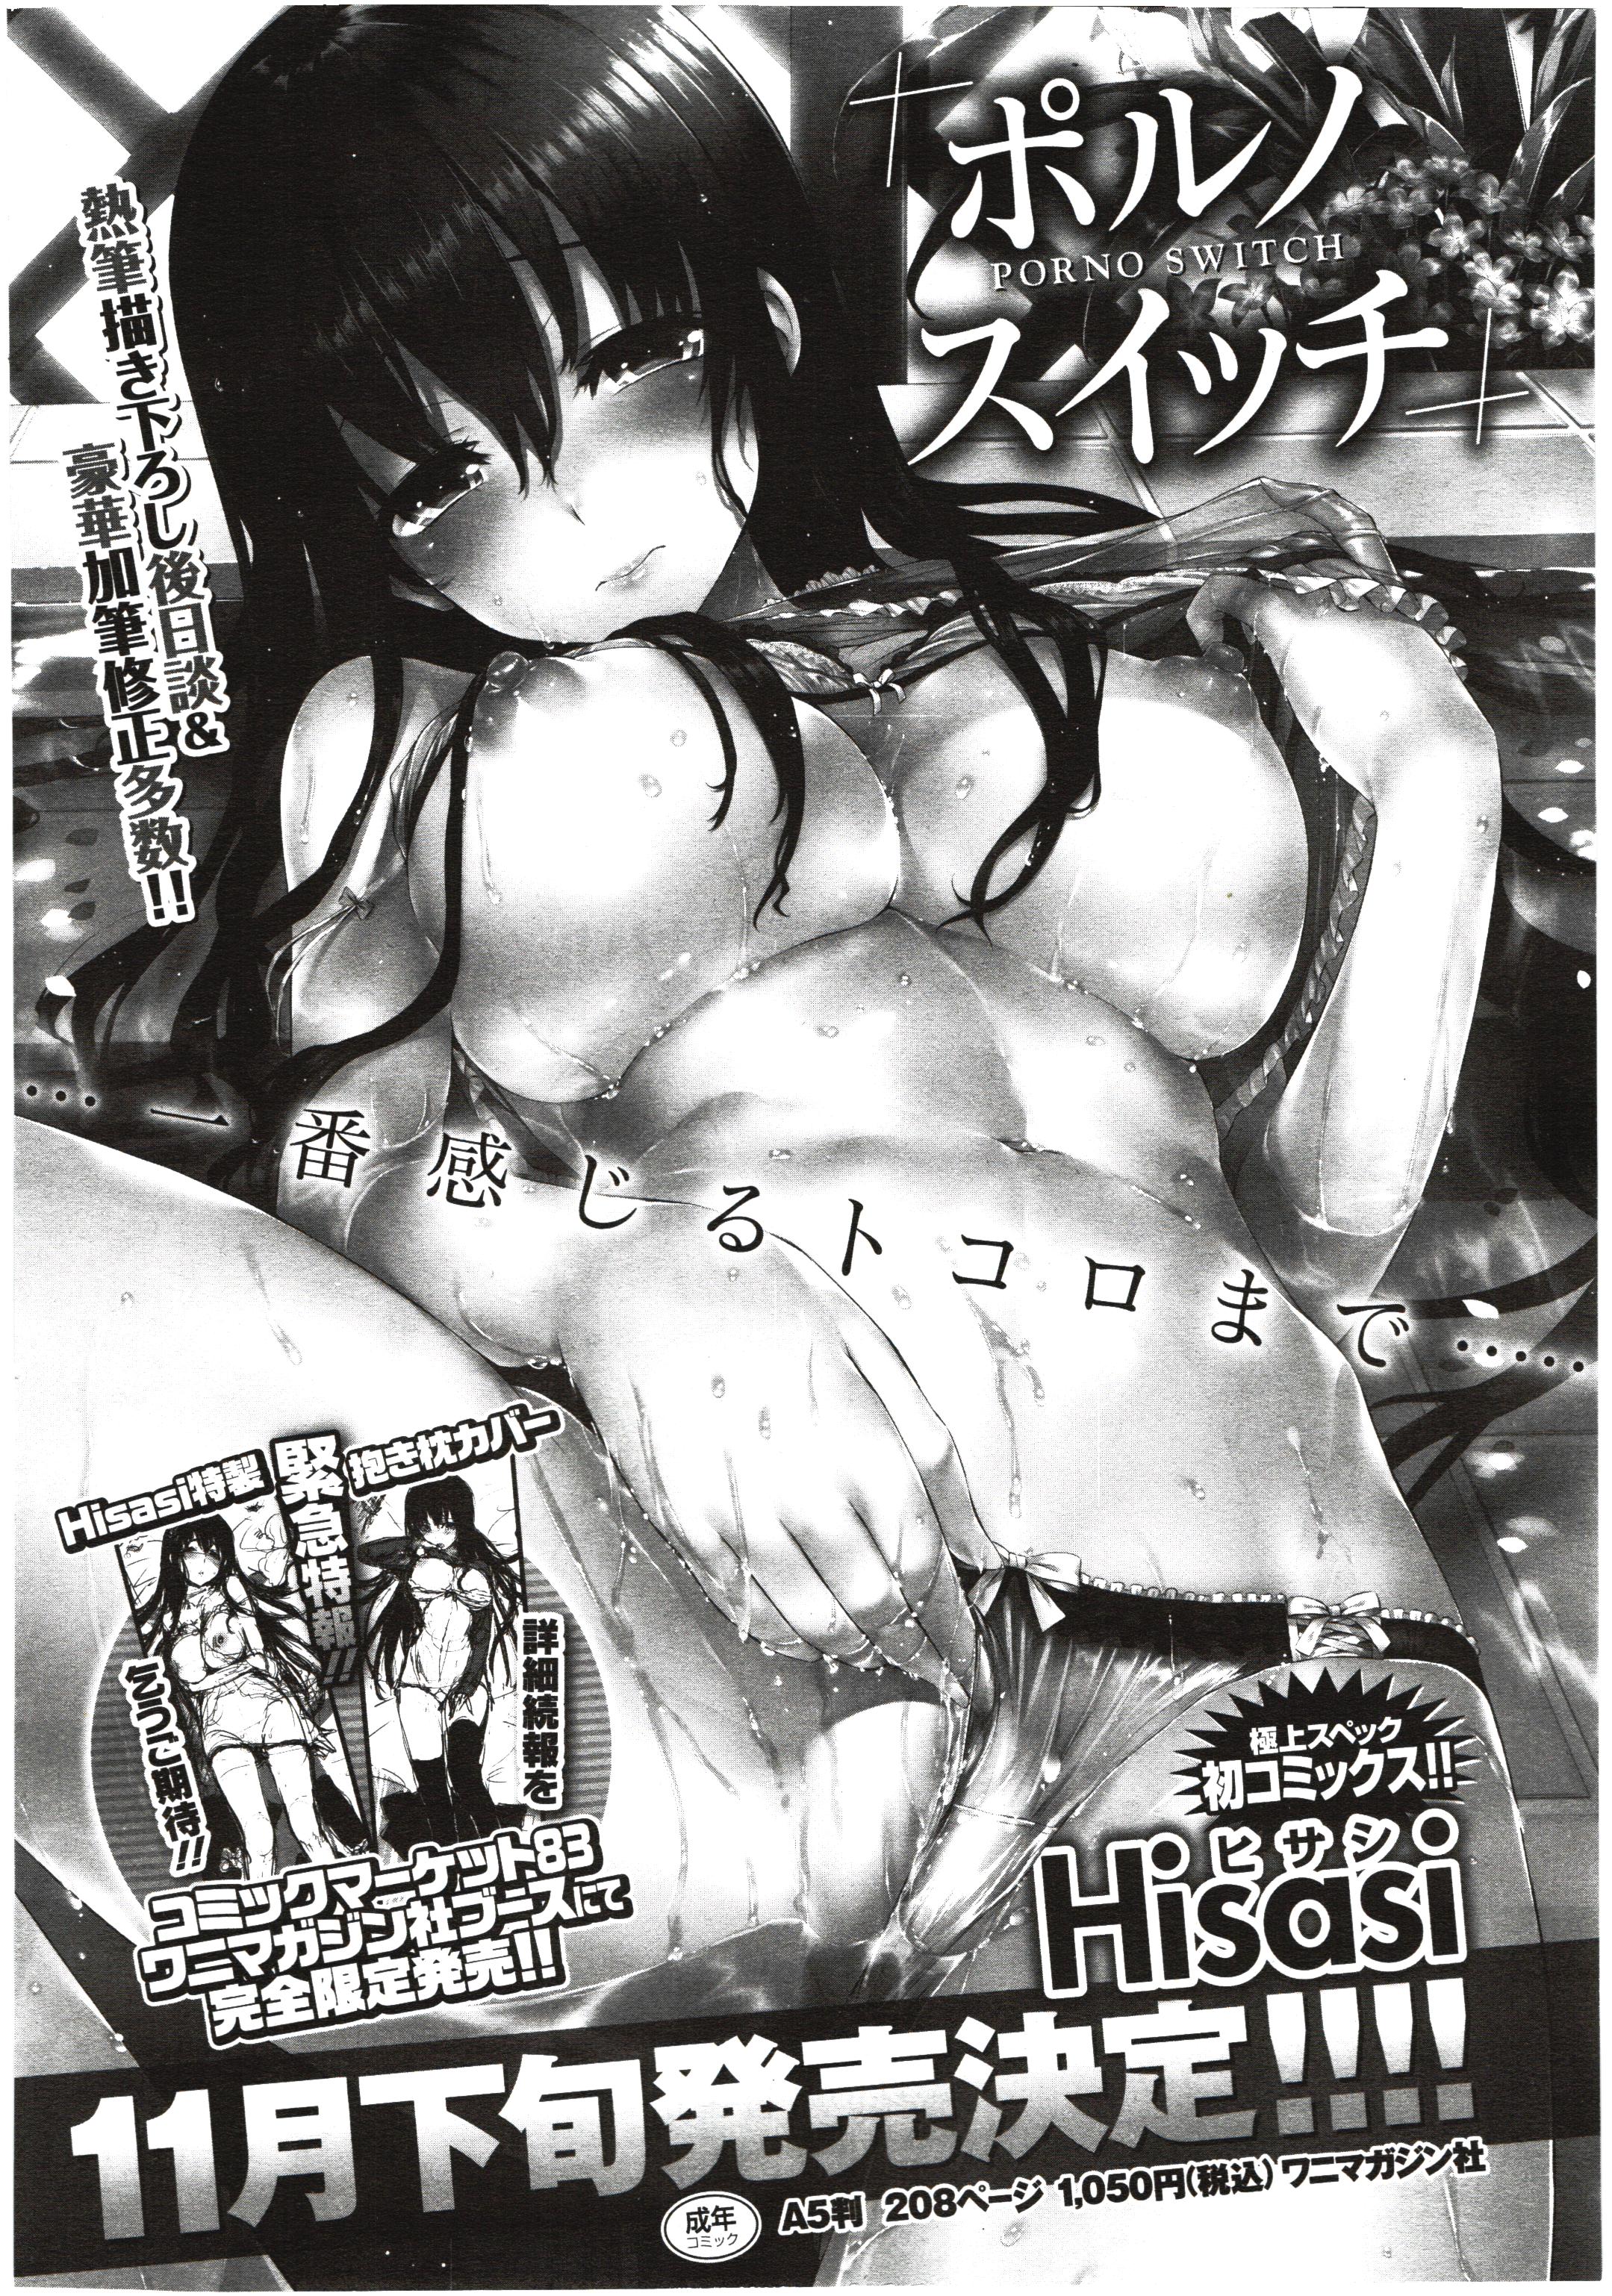 ポルノ
PORNO SWITCH
スイッチ
熱筆描き下ろし後日談&
豪華加筆修正多数!!
…一番感じるトコロまで……
Hisasi特製
抱き枕カバー
緊急特報!!
詳細続報を
乞うご期待!!
コミックマーケット83
ワニマガジン社ブースにて
完全限定発売!!
極上スペック
初コミックス!!
ヒサシ
Hisasi
11月下旬発売決定!!!!
成年
コミック
A5判 208ページ 1,050円(税込) ワニマガジン社